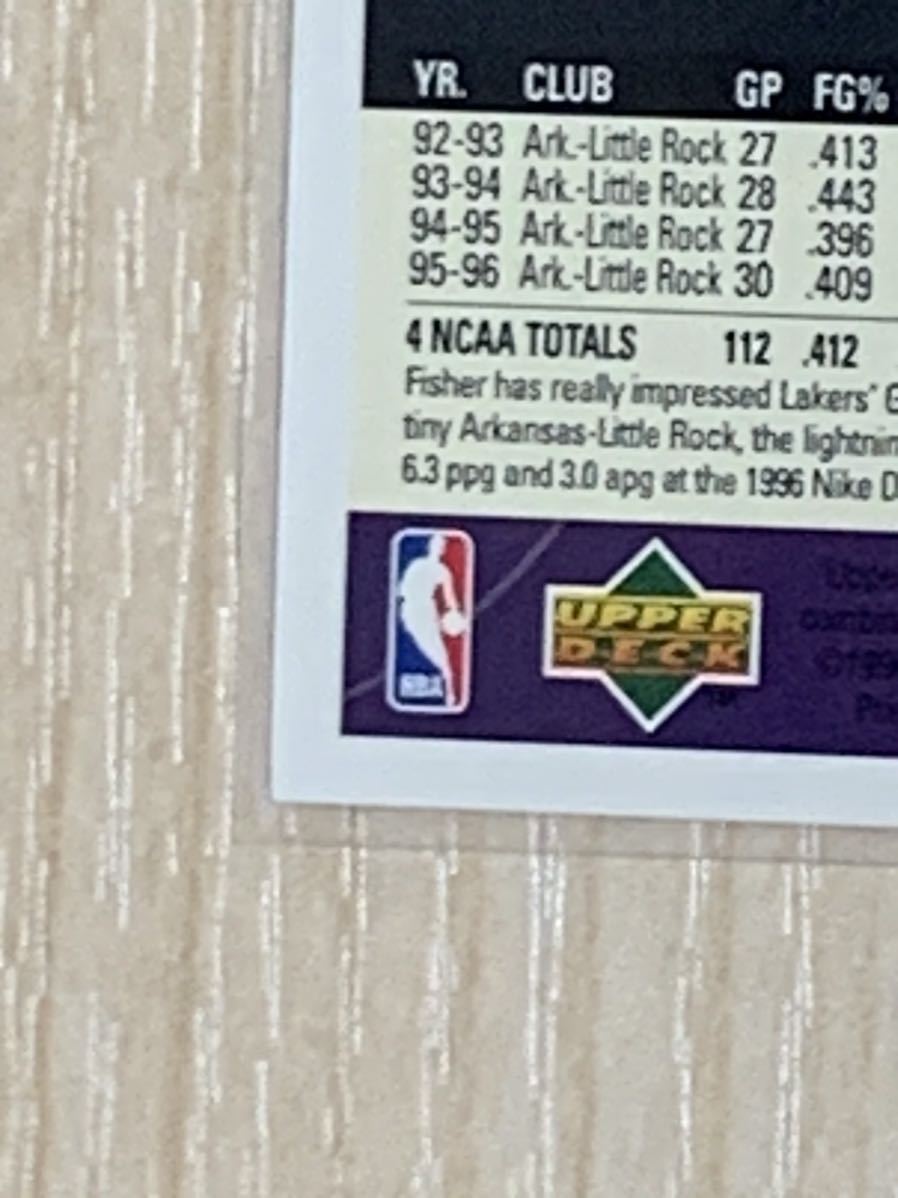 YR. CLUB GP FG%
92-93 Ark.-Little Rock 27 .413
93-94 Ark.-Little Rock 28 .443
94-95 Ark.-Little Rock 27 .396
95-96 Ark.-Little Rock 30 .409
4 NCAA TOTALS 112 .412
Fisher has really impressed Lakers'
tiny Arkansas-Little Rock, the
6.3 ppg and 3.0 apg at the 1996 Nike
NBA
UPPER
DECK